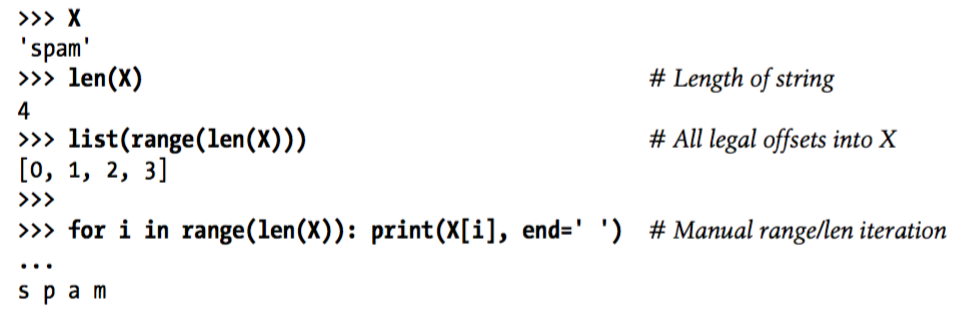 >>> X
'spam'
>>> len(X) # Length of string
4
>>> list(range(len(X))) # All legal offsets into X
[0, 1, 2, 3]
>>>
>>> for i in range(len(X)): print(X[i], end=' ') # Manual range/len iteration
...
s p a m